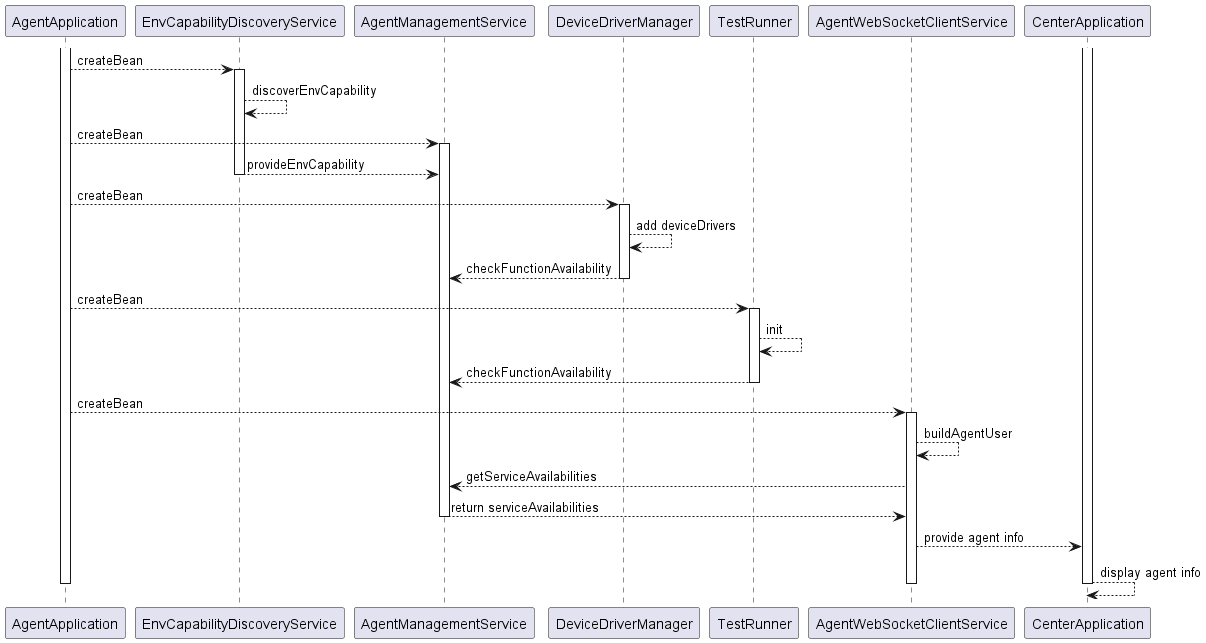 AgentApplication EnvCapabilityDiscoveryService AgentManagementService DeviceDriverManager TestRunner AgentWebSocketClientService CenterApplication
createBean
discoverEnvCapability
createBean
provideEnvCapability
createBean
add deviceDrivers
checkFunctionAvailability
createBean
init
checkFunctionAvailability
createBean
buildAgentUser
getServiceAvailabilities
return serviceAvailabilities
provide agent info
display agent info
AgentApplication EnvCapabilityDiscoveryService AgentManagementService DeviceDriverManager TestRunner AgentWebSocketClientService CenterApplication